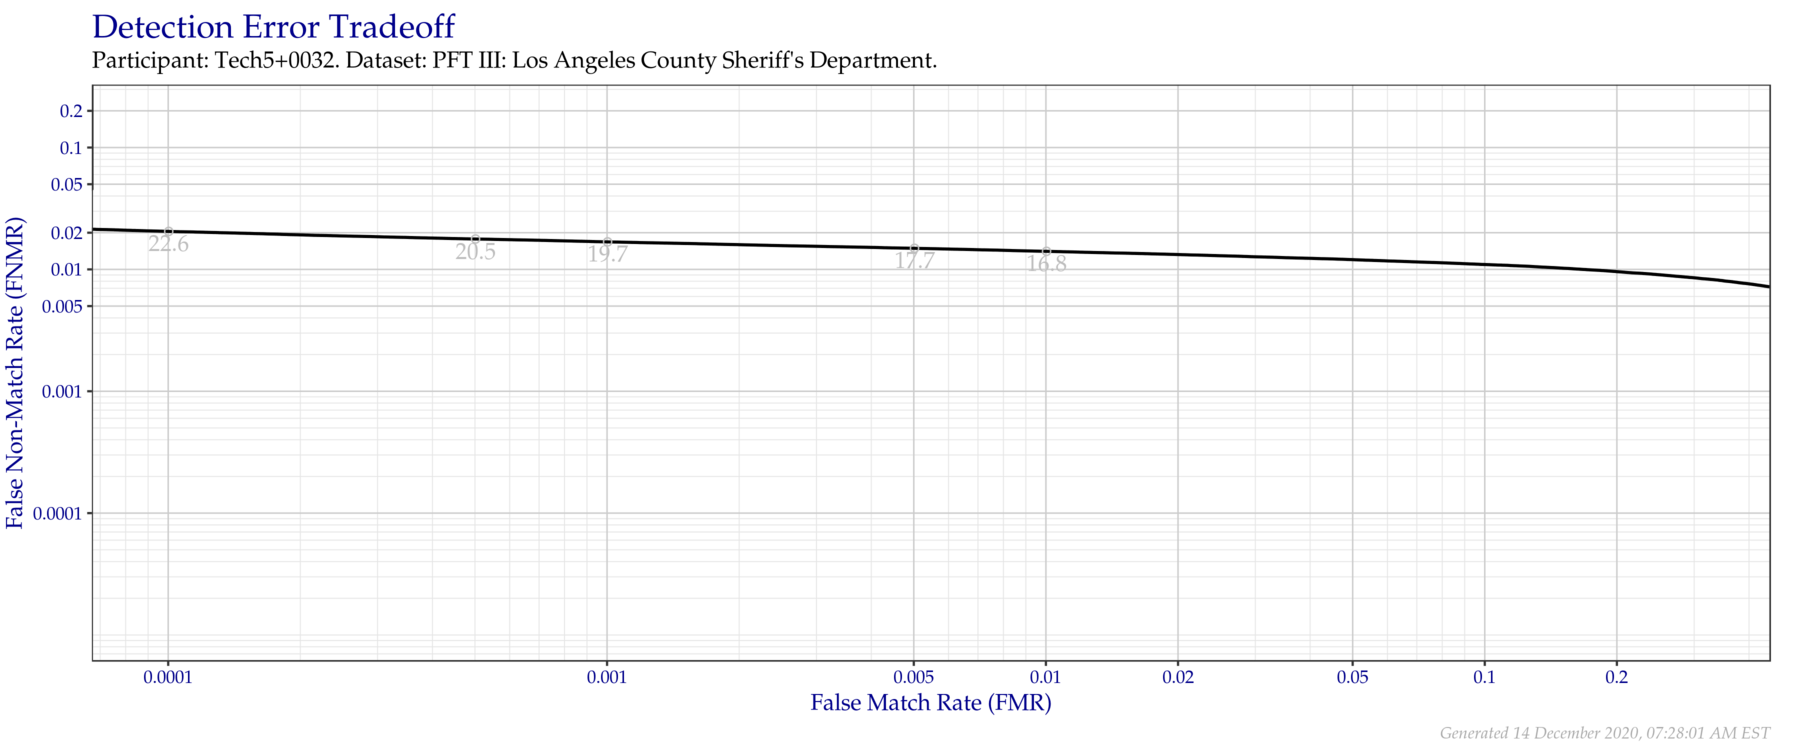 Detection Error Tradeoff
Participant: Tech5+0032. Dataset: PFT III: Los Angeles County Sheriff's Department.
False Non-Match Rate (FNMR)
0.2
0.1
0.05
0.02
0.01
0.005
0.001
0.0001
22.6
20.5
19.7
17.7
16.8
0.0001 0.001 0.005 0.01 0.02 0.05 0.1 0.2
False Match Rate (FMR)
Generated 14 December 2020, 07:28:01 AM EST